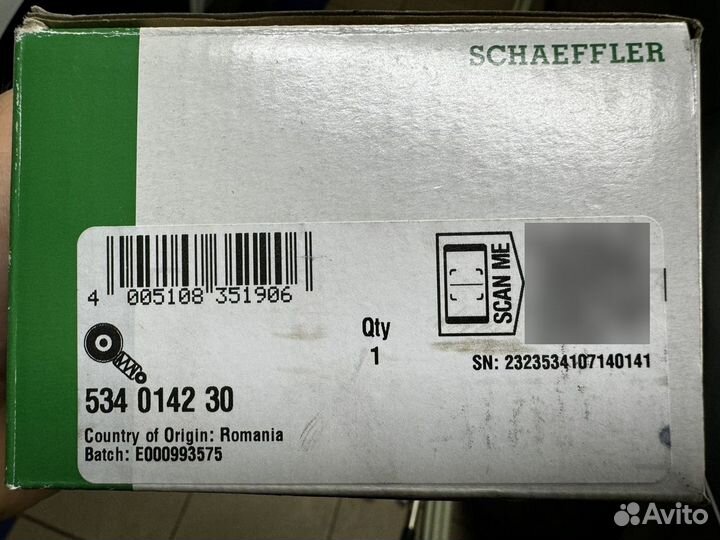 SCHAEFFLER
4 005108 351906
SCAN ME
Qty
1
SN: 2323534107140141
534 0142 30
Country of Origin: Romania
Batch: E000993575
Avito